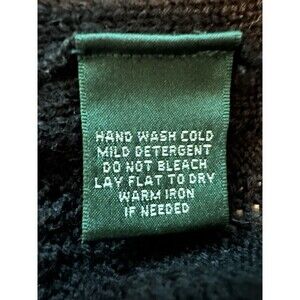 HAND WASH COLD
MILD DETERGENT
DO NOT BLEACH
LAY FLAT TO DRY
WARM IRON
IF NEEDED